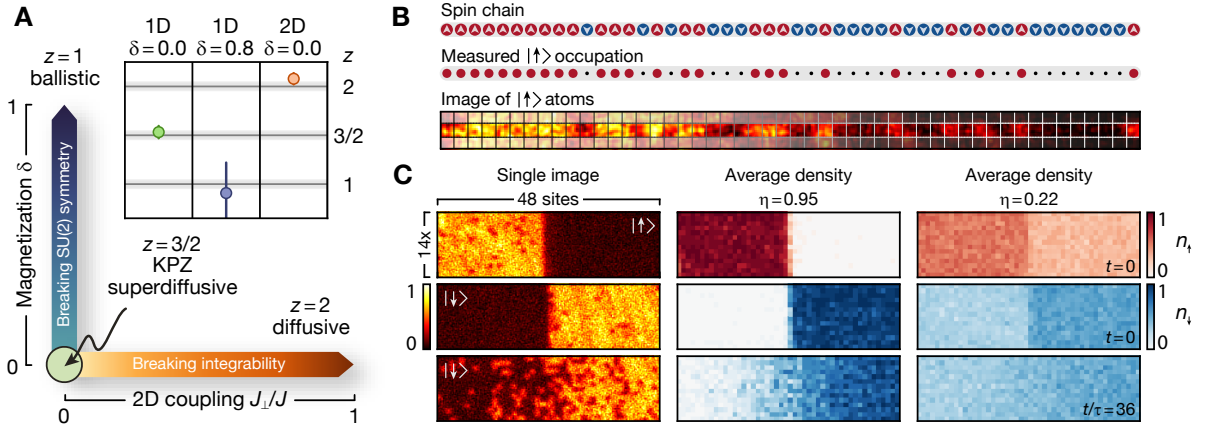 A
1D 1D 2D
δ=0.0 δ=0.8 δ=0.0 z
2
3/2
1
z=1
ballistic
1
Magnetization δ
0
Breaking SU(2) symmetry
z=3/2
KPZ
superdiffusive
z=2
diffusive
Breaking integrability
0 2D coupling J⊥/J 1
B
Spin chain
Measured |↑⟩ occupation
Image of |↑⟩ atoms
C
Single image Average density Average density
48 sites η=0.95 η=0.22
14x
|↑⟩
t=0
1
n↑
0
1
0
|↓⟩
t=0
1
n↓
0
|↓⟩
t/τ=36